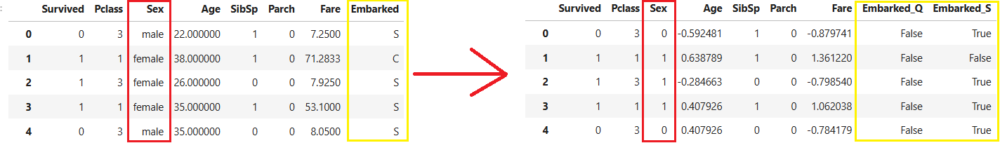 Survived Pclass Sex Age SibSp Parch Fare Embarked
0 0 3 male 22.000000 1 0 7.2500 S
1 1 1 female 38.000000 1 0 71.2833 C
2 1 3 female 26.000000 0 0 7.9250 S
3 1 1 female 35.000000 1 0 53.1000 S
4 0 3 male 35.000000 0 0 8.0500 S
Survived Pclass Sex Age SibSp Parch Fare Embarked_Q Embarked_S
0 0 3 0 -0.592481 1 0 -0.879741 False True
1 1 1 1 0.638789 1 0 1.361220 False False
2 1 3 1 -0.284663 0 0 -0.798540 False True
3 1 1 1 0.407926 1 0 1.062038 False True
4 0 3 0 0.407926 0 0 -0.784179 False True